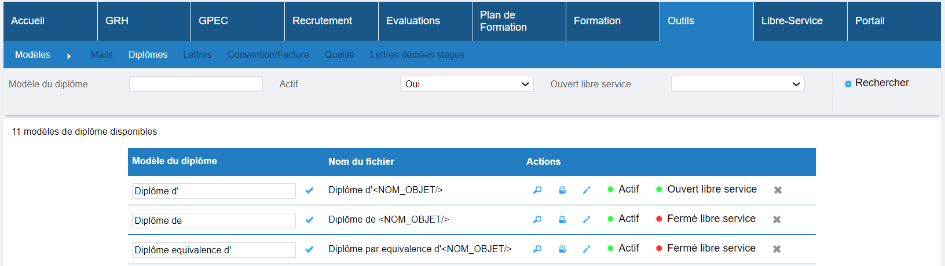 Accueil GRH GPEC Recrutement Evaluations Plan de Formation Formation Outils Libre-Service Portail
Modèles Mails Diplômes Lettres Convention/Facture Qualité Lettres dédiées stages
Modèle du diplôme Actif Oui Ouvert libre service Rechercher
11 modèles de diplôme disponibles
Modèle du diplôme Nom du fichier Actions
Diplôme d' Diplôme d'<NOM_OBJET/> Actif Ouvert libre service
Diplôme de Diplôme de <NOM_OBJET/> Actif Fermé libre service
Diplôme equivalence d' Diplôme par equivalence d'<NOM_OBJET/> Actif Fermé libre service